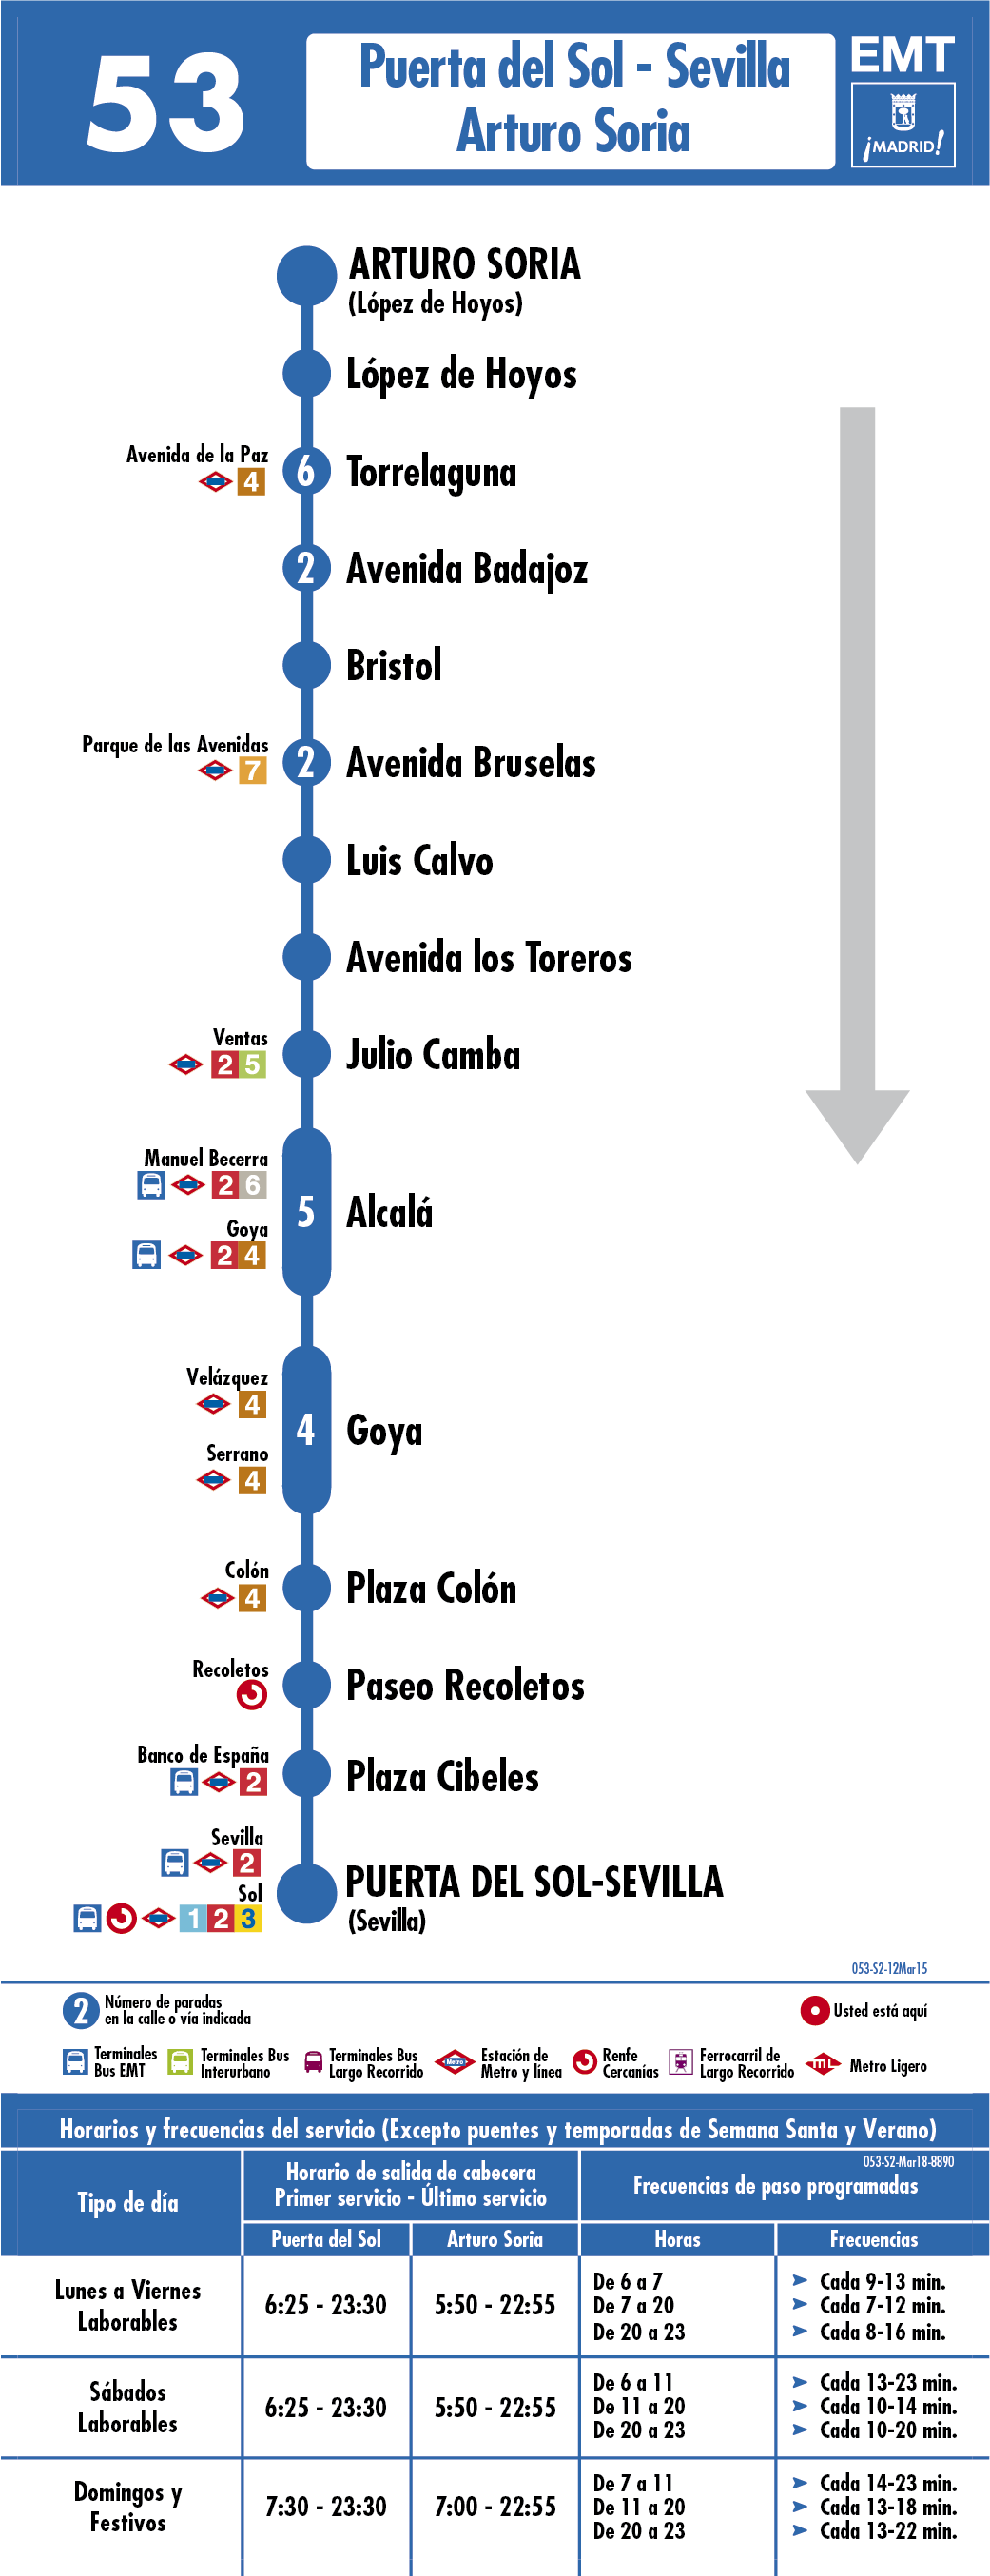 53
Puerta del Sol - Sevilla
Arturo Soria
EMT
¡MADRID!
ARTURO SORIA
(López de Hoyos)
López de Hoyos
Avenida de la Paz
4
6
Torrelaguna
2
Avenida Badajoz
Bristol
Parque de las Avenidas
7
2
Avenida Bruselas
Luis Calvo
Avenida los Toreros
Ventas
2 5
Julio Camba
Manuel Becerra
2 6
Goya
2 4
5
Alcalá
Velázquez
4
Serrano
4
4
Goya
Colón
4
Plaza Colón
Recoletos
Paseo Recoletos
Banco de España
2
Plaza Cibeles
Sevilla
2
Sol
1 2 3
PUERTA DEL SOL-SEVILLA
(Sevilla)
053-S2-12Mar15
2
Número de paradas
en la calle o vía indicada
Usted está aquí
Terminales
Bus EMT
Terminales Bus
Interurbano
Terminales Bus
Largo Recorrido
Metro
Estación de
Metro y línea
Renfe
Cercanías
Ferrocarril de
Largo Recorrido
ML
Metro Ligero
Horarios y frecuencias del servicio (Excepto puentes y temporadas de Semana Santa y Verano)
053-S2-Mar18-8890
Tipo de día
Horario de salida de cabecera
Primer servicio - Último servicio
Frecuencias de paso programadas
Puerta del Sol
Arturo Soria
Horas
Frecuencias
Lunes a Viernes
Laborables
6:25 - 23:30
5:50 - 22:55
De 6 a 7 ➤ Cada 9-13 min.
De 7 a 20 ➤ Cada 7-12 min.
De 20 a 23 ➤ Cada 8-16 min.
Sábados
Laborables
6:25 - 23:30
5:50 - 22:55
De 6 a 11 ➤ Cada 13-23 min.
De 11 a 20 ➤ Cada 10-14 min.
De 20 a 23 ➤ Cada 10-20 min.
Domingos y
Festivos
7:30 - 23:30
7:00 - 22:55
De 7 a 11 ➤ Cada 14-23 min.
De 11 a 20 ➤ Cada 13-18 min.
De 20 a 23 ➤ Cada 13-22 min.